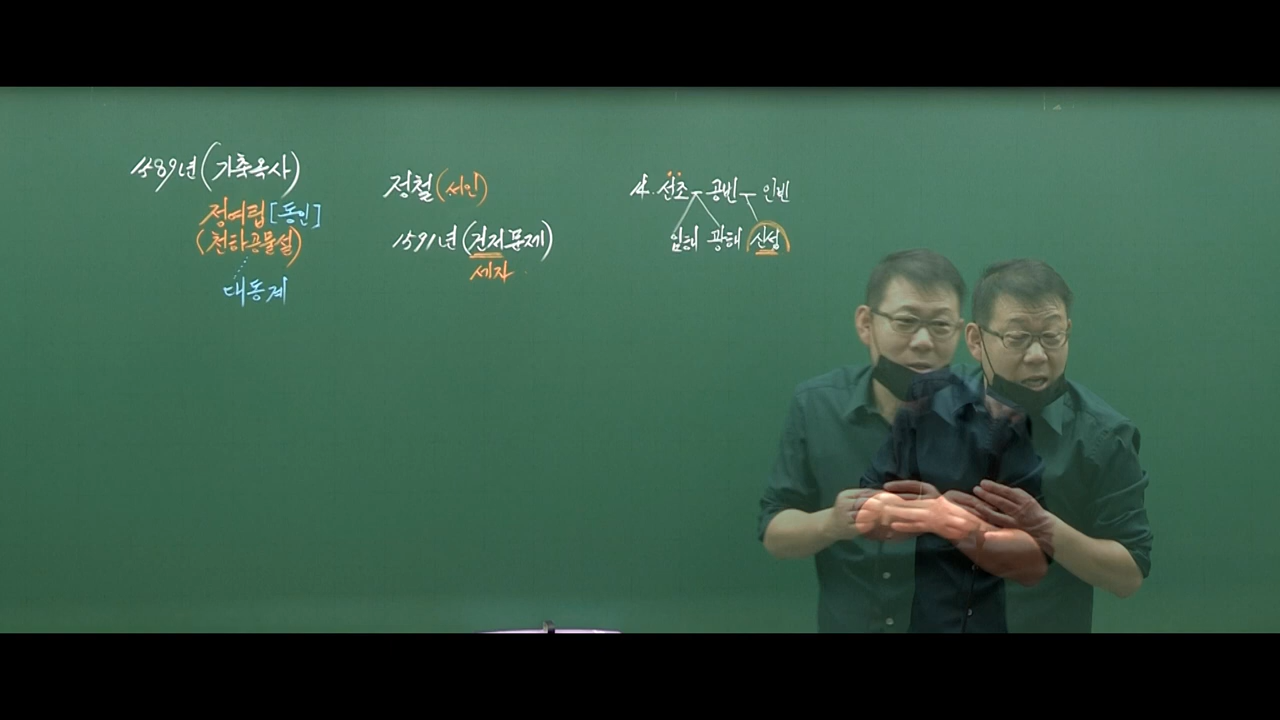 1589년(기축옥사)
정여립[동인]
(천하공물설)
대동계
정철(서인)
1591년(건저문제)
세자
14. 선조 공빈 인빈
임해 광해 신성